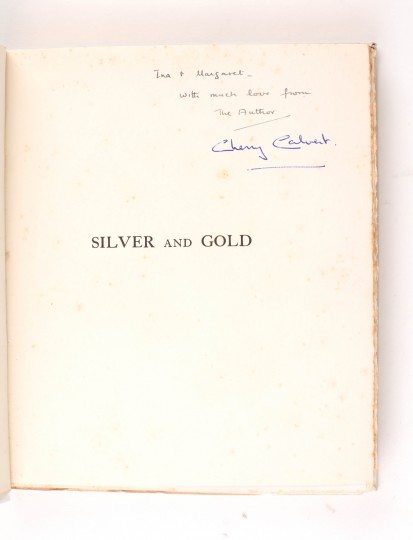 Ina & Margaret –
with much love from
The Author
Cherry Calvert.
SILVER AND GOLD